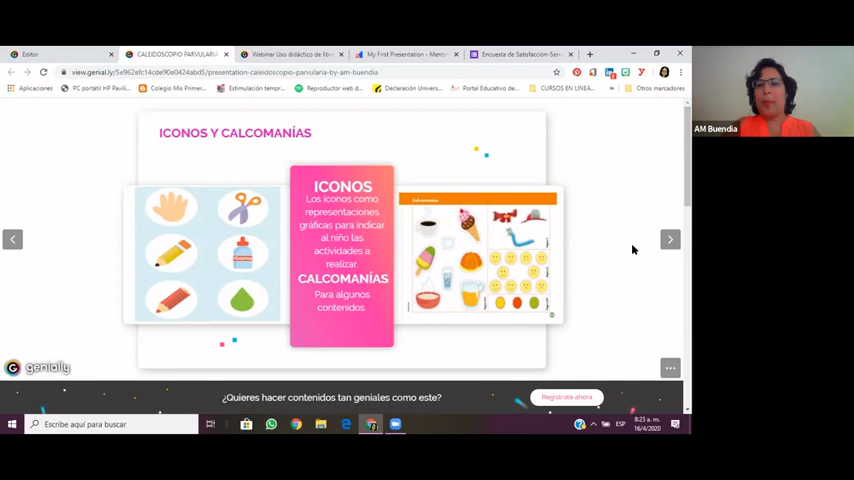 Editor
CALEIDOSCOPIO PARVULARIA
Webinar Uso didáctico de libr
My First Presentation - Menti
Encuesta de Satisfacción-Sem
view.genial.ly/5e962efc14cde90e0424abd5/presentation-caleidoscopio-parvularia-by-am-buendia
Aplicaciones
PC portátil HP Pavili...
Colegio Mis Primer...
Estimulación tempr...
Reproductor web d...
Declaración Univers...
Portal Educativo de...
CURSOS EN LINEA...
Otros marcadores
AM Buendia
ICONOS Y CALCOMANÍAS
ICONOS
Los iconos como
representaciones
gráficas para indicar
al niño las
actividades a
realizar.
CALCOMANÍAS
Para algunos
contenidos
Calcomanías
genially
¿Quieres hacer contenidos tan geniales como este?
Regístrate ahora
Escribe aquí para buscar
ESP
8:23 a. m.
16/4/2020